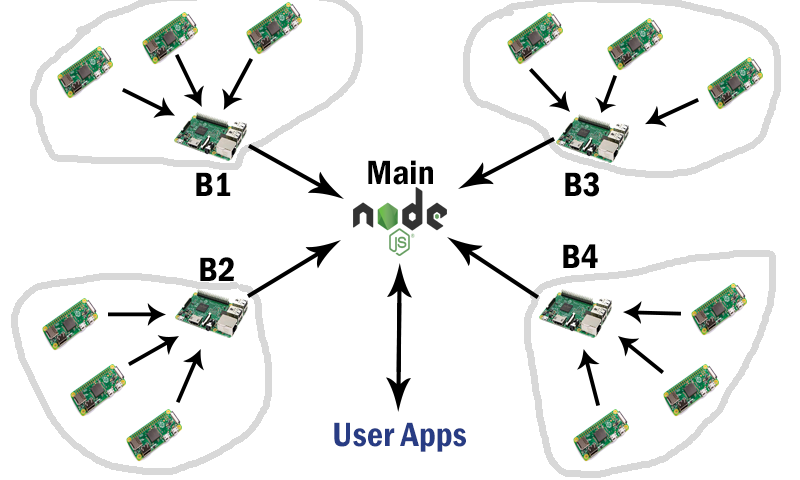 B1
Main
node
JS
B3
B2
B4
User Apps